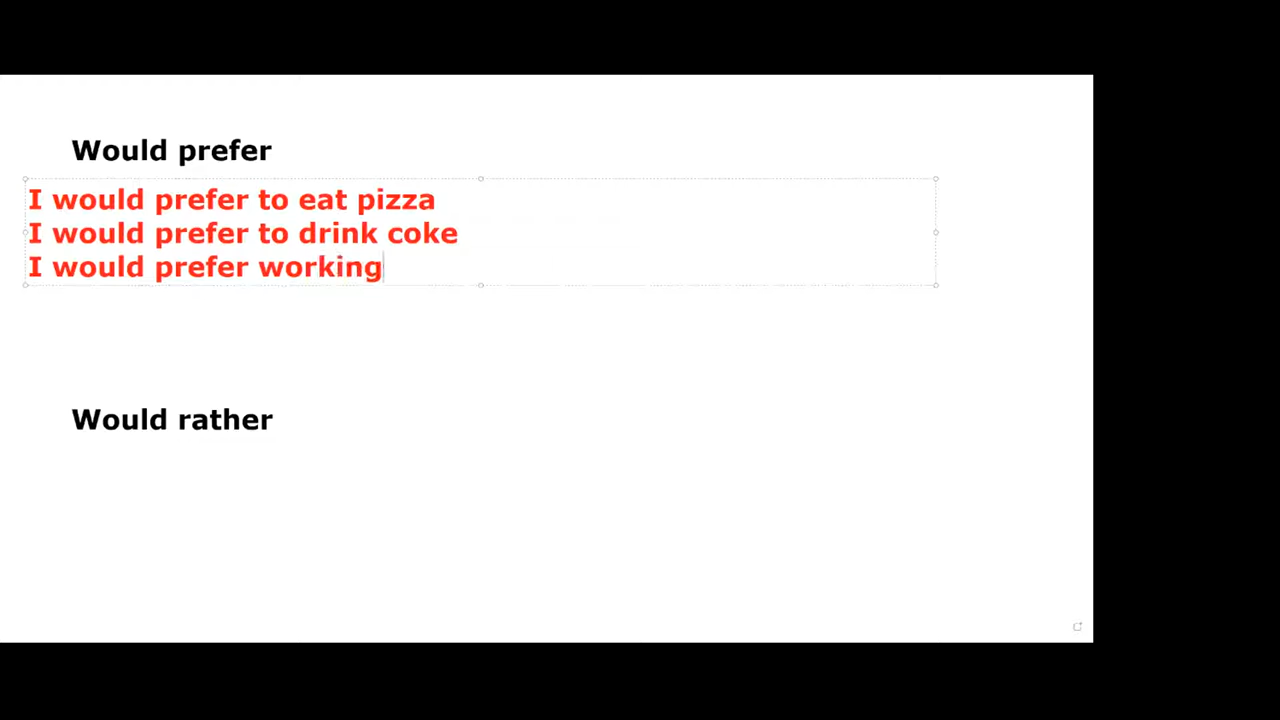 Would prefer
I would prefer to eat pizza
I would prefer to drink coke
I would prefer working
Would rather